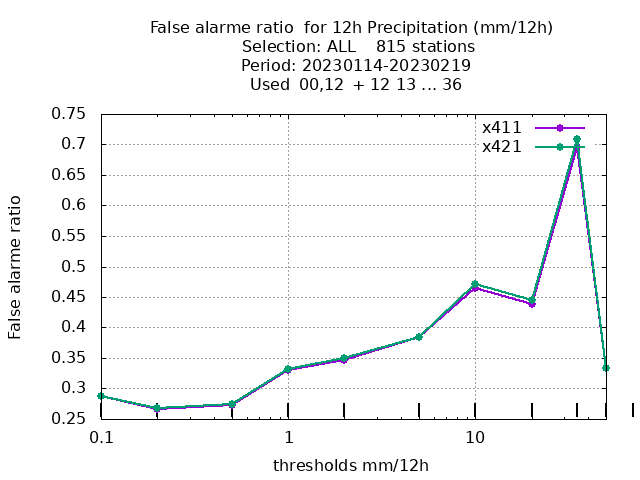 False alarme ratio  for 12h Precipitation (mm/12h)
Selection: ALL    815 stations
Period: 20230114-20230219
Used  00,12  + 12 13 ... 36
x411
x421
0.75
0.7
0.65
0.6
0.55
0.5
0.45
0.4
0.35
0.3
0.25
False alarme ratio
0.1
1
10
thresholds mm/12h